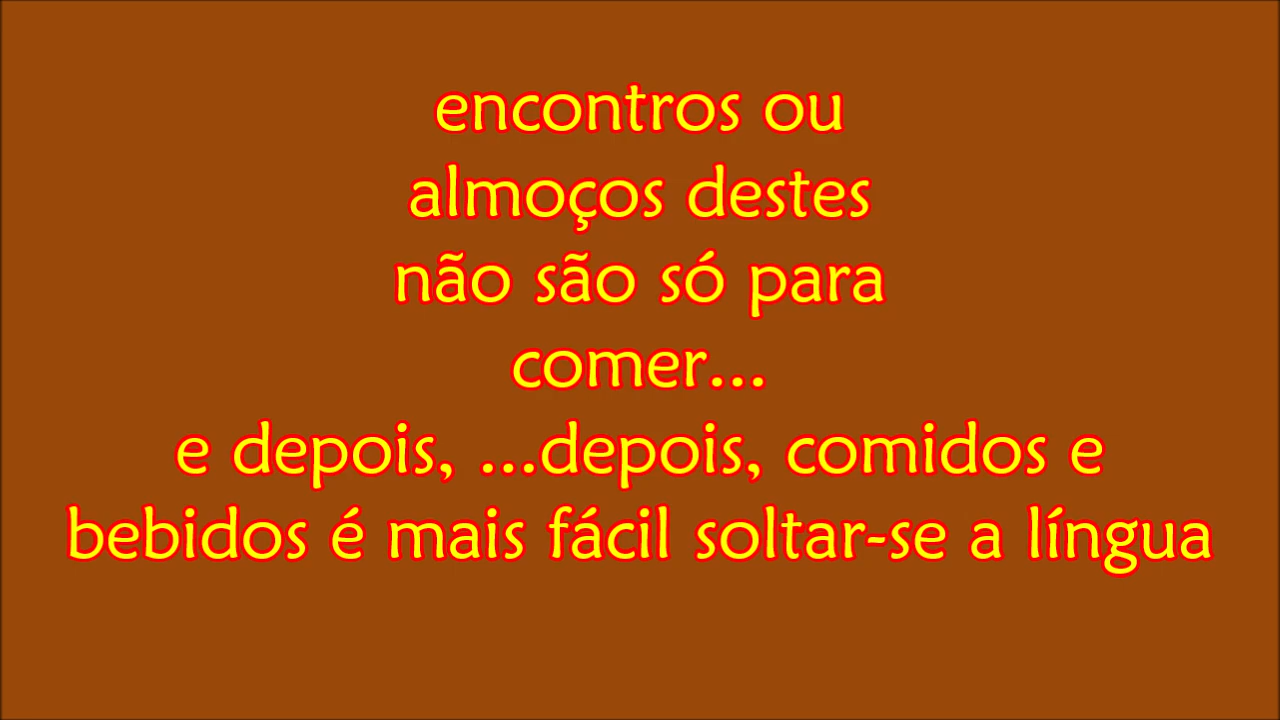 encontros ou
almoços destes
não são só para
comer...
e depois, ...depois, comidos e
bebidos é mais fácil soltar-se a língua